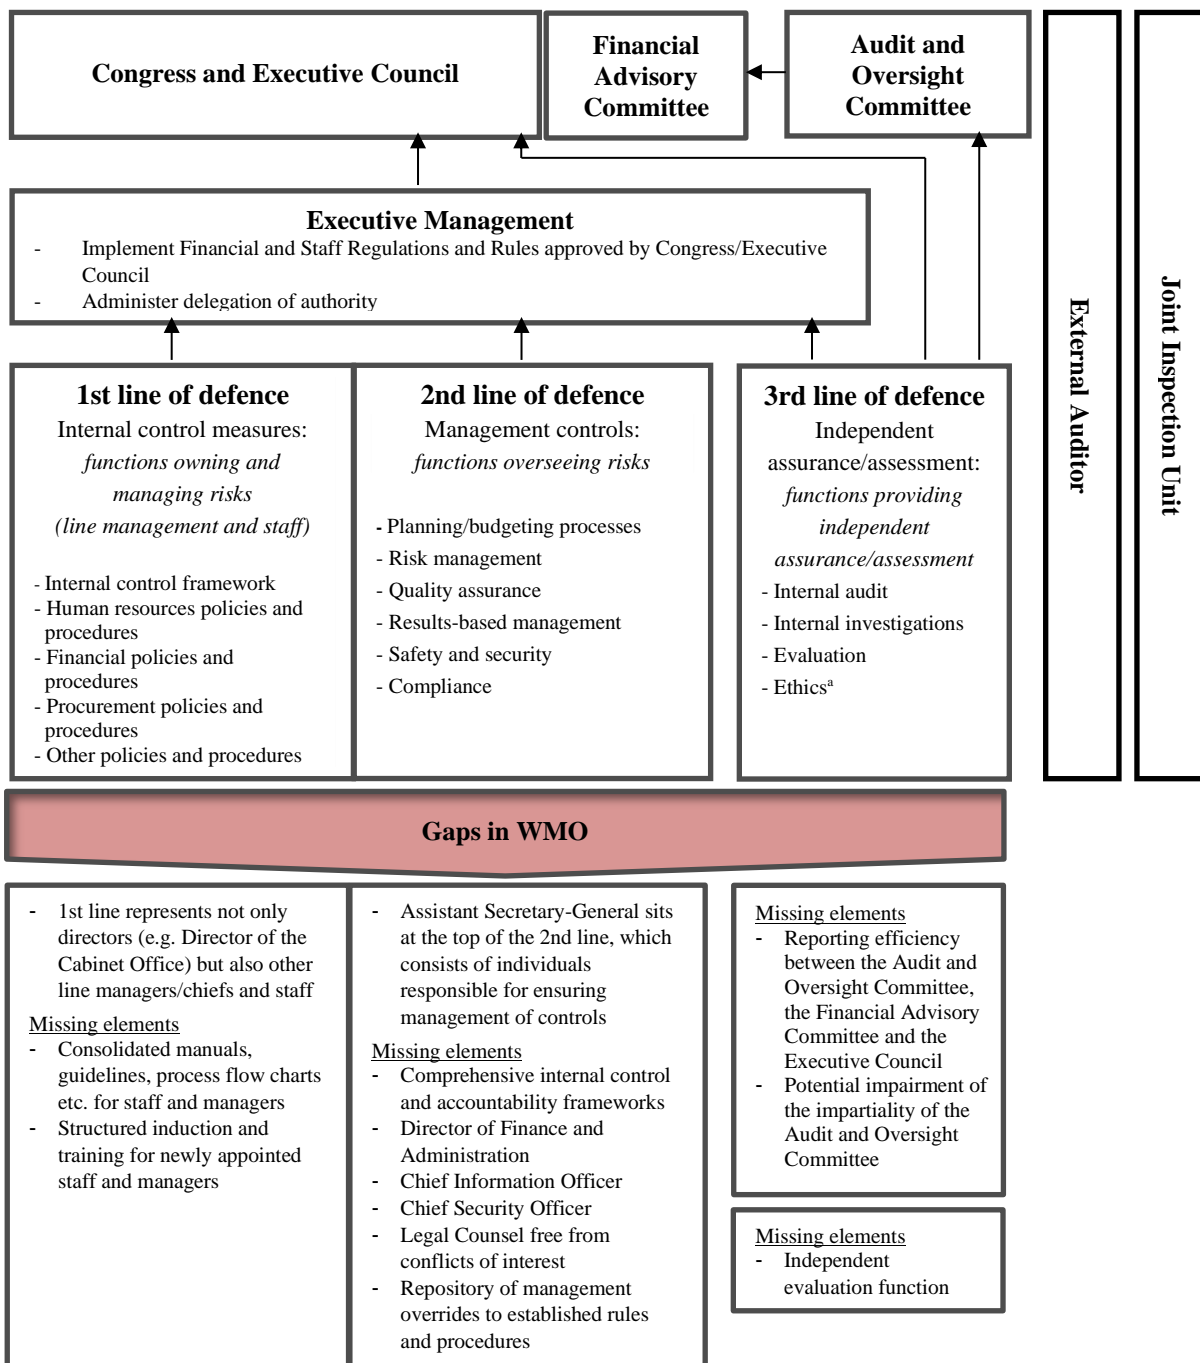 Congress and Executive Council
Financial
Advisory
Committee
Audit and
Oversight
Committee
Executive Management
- Implement Financial and Staff Regulations and Rules approved by Congress/Executive
Council
- Administer delegation of authority
1st line of defence
Internal control measures:
functions owning and
managing risks
(line management and staff)
- Internal control framework
- Human resources policies and
procedures
- Financial policies and
procedures
- Procurement policies and
procedures
- Other policies and procedures
2nd line of defence
Management controls:
functions overseeing risks
- Planning/budgeting processes
- Risk management
- Quality assurance
- Results-based management
- Safety and security
- Compliance
3rd line of defence
Independent
assurance/assessment:
functions providing
independent
assurance/assessment
- Internal audit
- Internal investigations
- Evaluation
- Ethicsᵃ
External Auditor
Joint Inspection Unit
Gaps in WMO
- 1st line represents not only
directors (e.g. Director of the
Cabinet Office) but also other
line managers/chiefs and staff
Missing elements
- Consolidated manuals,
guidelines, process flow charts
etc. for staff and managers
- Structured induction and
training for newly appointed
staff and managers
- Assistant Secretary-General sits
at the top of the 2nd line, which
consists of individuals
responsible for ensuring
management of controls
Missing elements
- Comprehensive internal control
and accountability frameworks
- Director of Finance and
Administration
- Chief Information Officer
- Chief Security Officer
- Legal Counsel free from
conflicts of interest
- Repository of management
overrides to established rules
and procedures
Missing elements
- Reporting efficiency
between the Audit and
Oversight Committee,
the Financial Advisory
Committee and the
Executive Council
- Potential impairment of
the impartiality of the
Audit and Oversight
Committee
Missing elements
- Independent
evaluation function